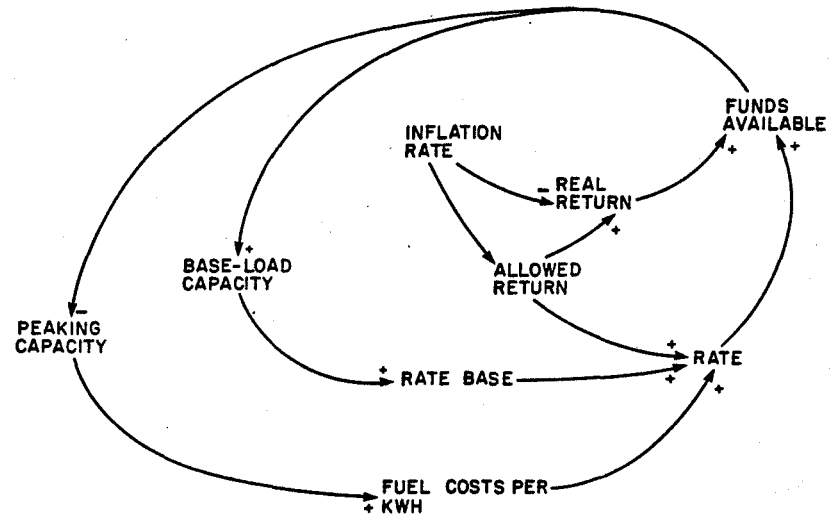 FUNDS
AVAILABLE
+
+
INFLATION
RATE
- REAL
RETURN
+
+
BASE-LOAD
CAPACITY
ALLOWED
RETURN
-
PEAKING
CAPACITY
+
RATE
+
+ RATE BASE
+
+
FUEL COSTS PER
+ KWH